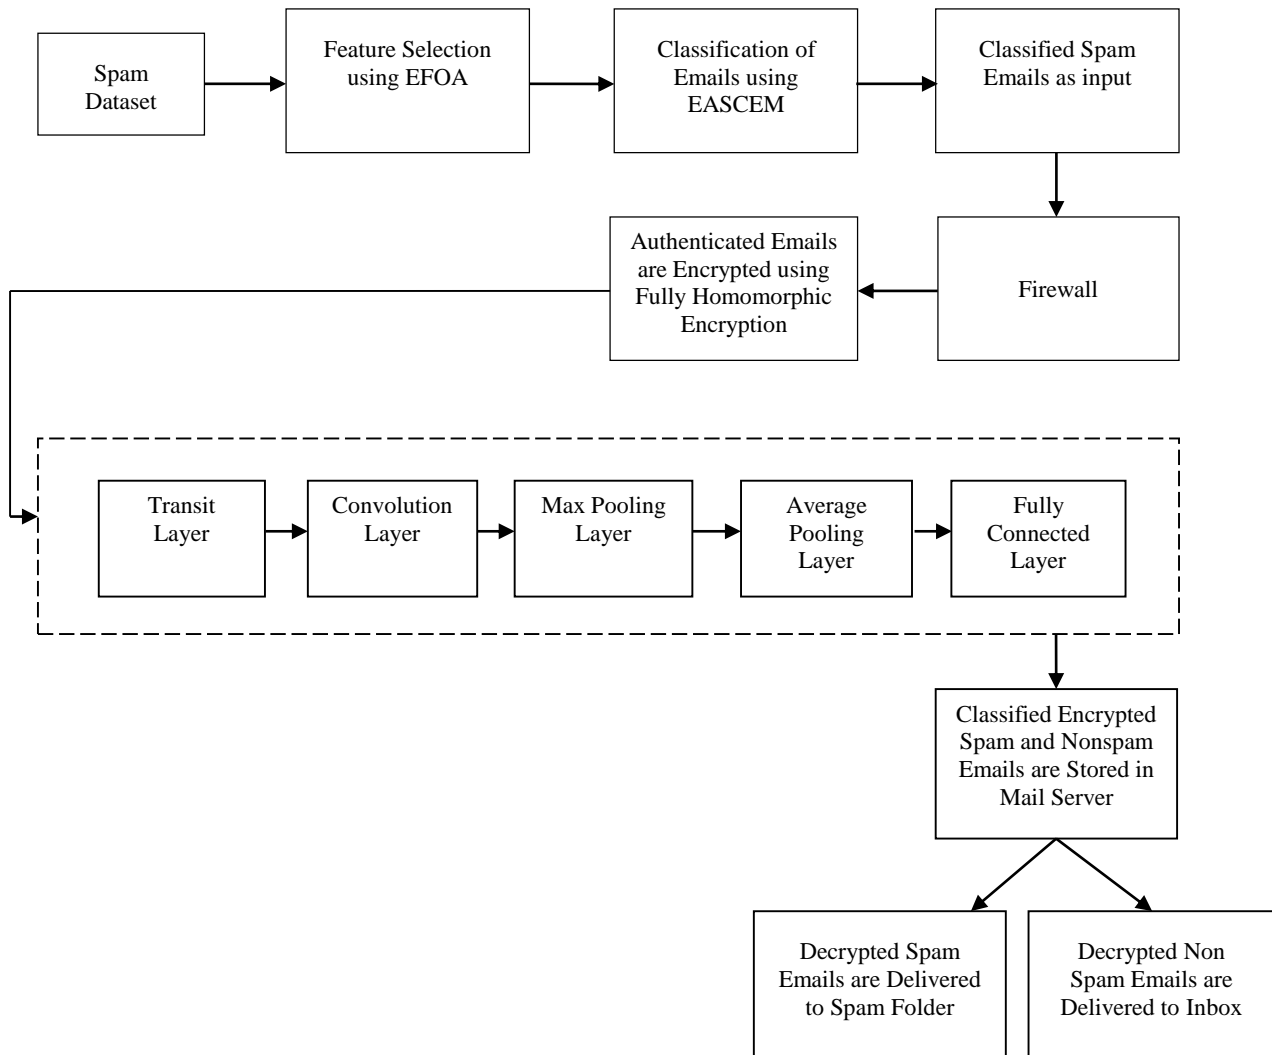 Spam
Dataset
Feature Selection
using EFOA
Classification of
Emails using
EASCEM
Classified Spam
Emails as input
Authenticated Emails
are Encrypted using
Fully Homomorphic
Encryption
Firewall
Transit
Layer
Convolution
Layer
Max Pooling
Layer
Average
Pooling
Layer
Fully
Connected
Layer
Classified Encrypted
Spam and Nonspam
Emails are Stored in
Mail Server
Decrypted Spam
Emails are Delivered
to Spam Folder
Decrypted Non
Spam Emails are
Delivered to Inbox